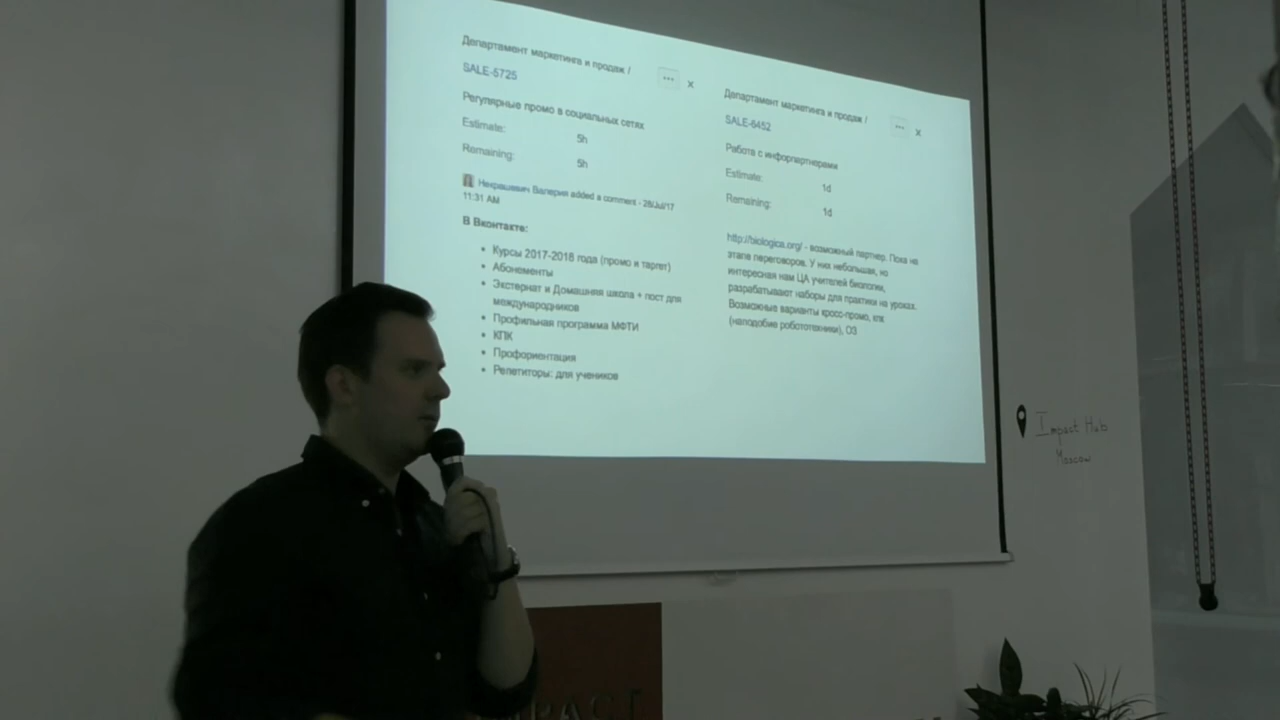 Департамент маркетинга и продаж /
SALE-5725
Регулярные промо в социальных сетях
Estimate: 5h
Remaining: 5h
Некрашевич Валерия added a comment - 26/Jul/17
11:31 AM
В Вконтакте:
Курсы 2017-2018 года (промо и таргет)
Абонементы
Экстернат и Домашняя школа + пост для
международников
Профильная программа МФТИ
КПК
Профориентация
Репетиторы: для учеников
Департамент маркетинга и продаж /
SALE-6452
Работа с инфопартнерами
Estimate: 1d
Remaining: 1d
http://biologica.org/ - возможный партнер. Пока на
этапе переговоров. У них небольшая, но
интересная нам ЦА учителей биологии,
разрабатывают наборы для практики на уроках.
Возможные варианты кросс-промо, кпк
(наподобие робототехники), ОЗ
Impact Hub
Moscow